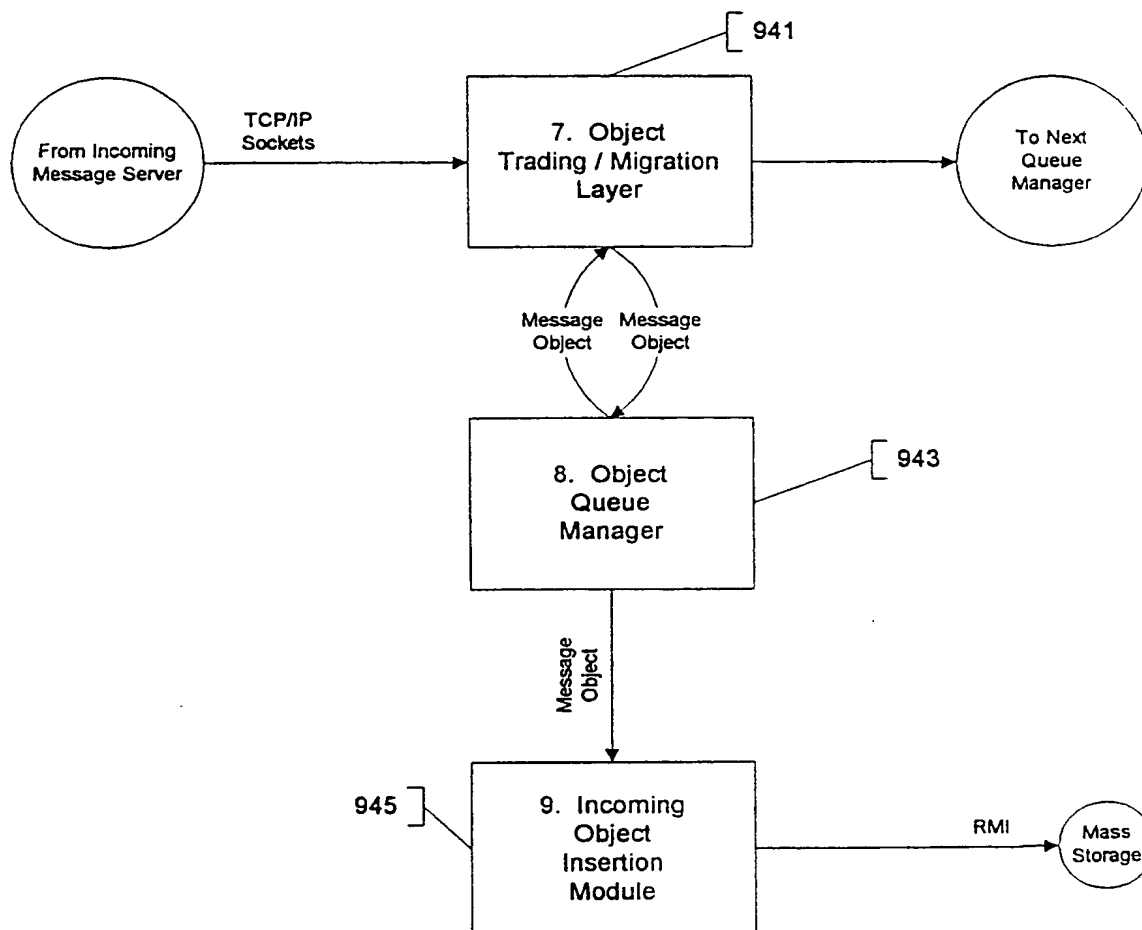 941
From Incoming
Message Server
TCP/IP
Sockets
7. Object
Trading / Migration
Layer
To Next
Queue
Manager
Message
Object
Message
Object
8. Object
Queue
Manager
943
Message
Object
945
9. Incoming
Object
Insertion
Module
RMI
Mass
Storage